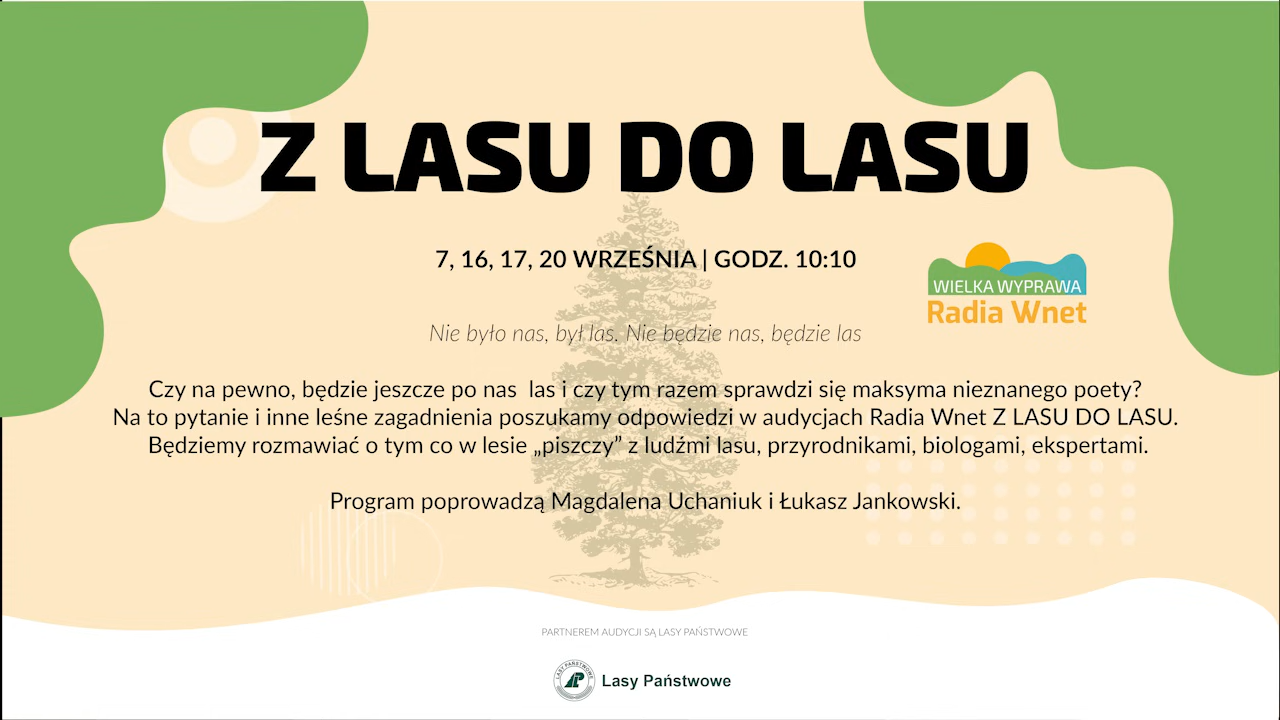 Z LASU DO LASU
7, 16, 17, 20 WRZEŚNIA | GODZ. 10:10
WIELKA WYPRAWA
Radia Wnet
Nie było nas, był las. Nie będzie nas, będzie las
Czy na pewno, będzie jeszcze po nas  las i czy tym razem sprawdzi się maksyma nieznanego poety?
Na to pytanie i inne leśne zagadnienia poszukamy odpowiedzi w audycjach Radia Wnet Z LASU DO LASU.
Będziemy rozmawiać o tym co w lesie „piszczy” z ludźmi lasu, przyrodnikami, biologami, ekspertami.
Program poprowadzą Magdalena Uchaniuk i Łukasz Jankowski.
PARTNEREM AUDYCJI SĄ LASY PAŃSTWOWE
LASY PAŃSTWOWE
Lasy Państwowe